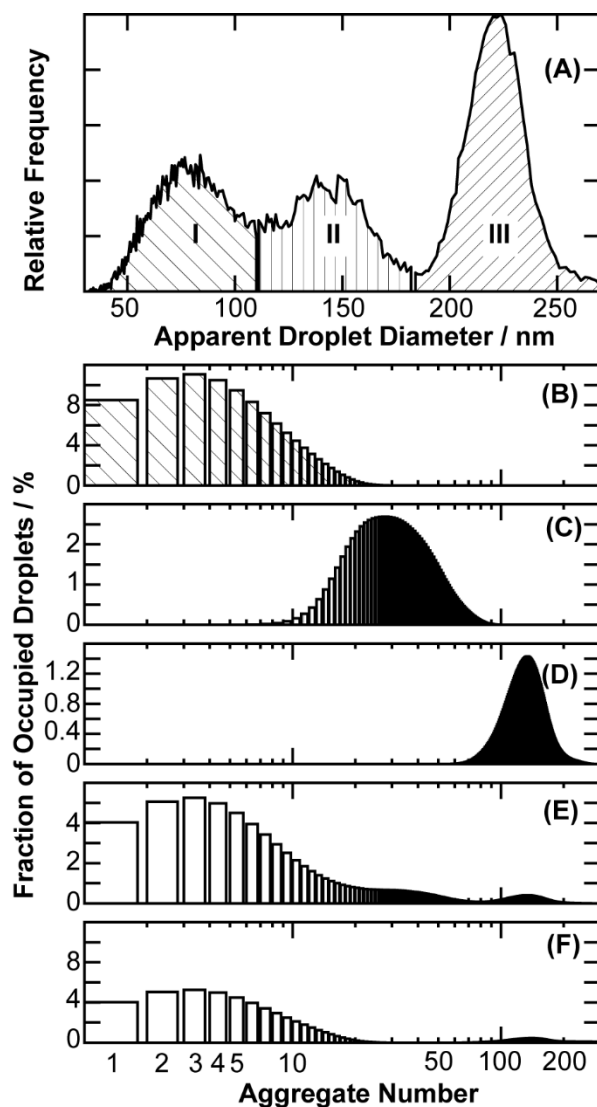 (A)
Relative Frequency
I
II
III
50 100 150 200 250
Apparent Droplet Diameter / nm
Fraction of Occupied Droplets / %
(B)
8
4
0
(C)
2
1
0
(D)
1.2
0.8
0.4
0
(E)
4
2
0
(F)
8
4
0
1 2 3 4 5 10 50 100 200
Aggregate Number